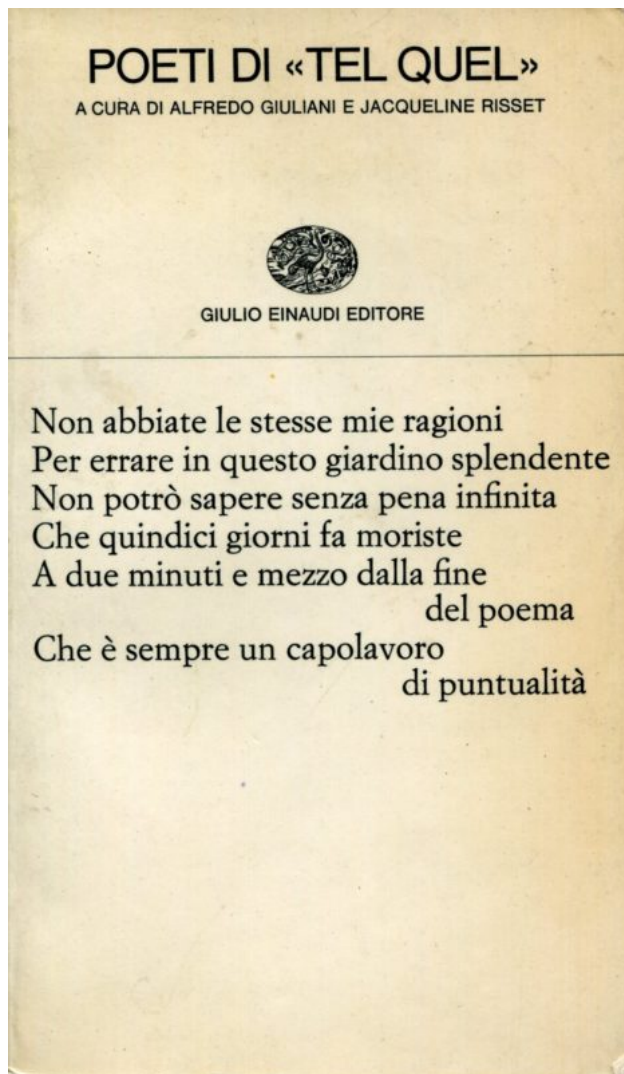 POETI DI «TEL QUEL»
A CURA DI ALFREDO GIULIANI E JACQUELINE RISSET
GIULIO EINAUDI EDITORE
Non abbiate le stesse mie ragioni
Per errare in questo giardino splendente
Non potrò sapere senza pena infinita
Che quindici giorni fa moriste
A due minuti e mezzo dalla fine
del poema
Che è sempre un capolavoro
di puntualità